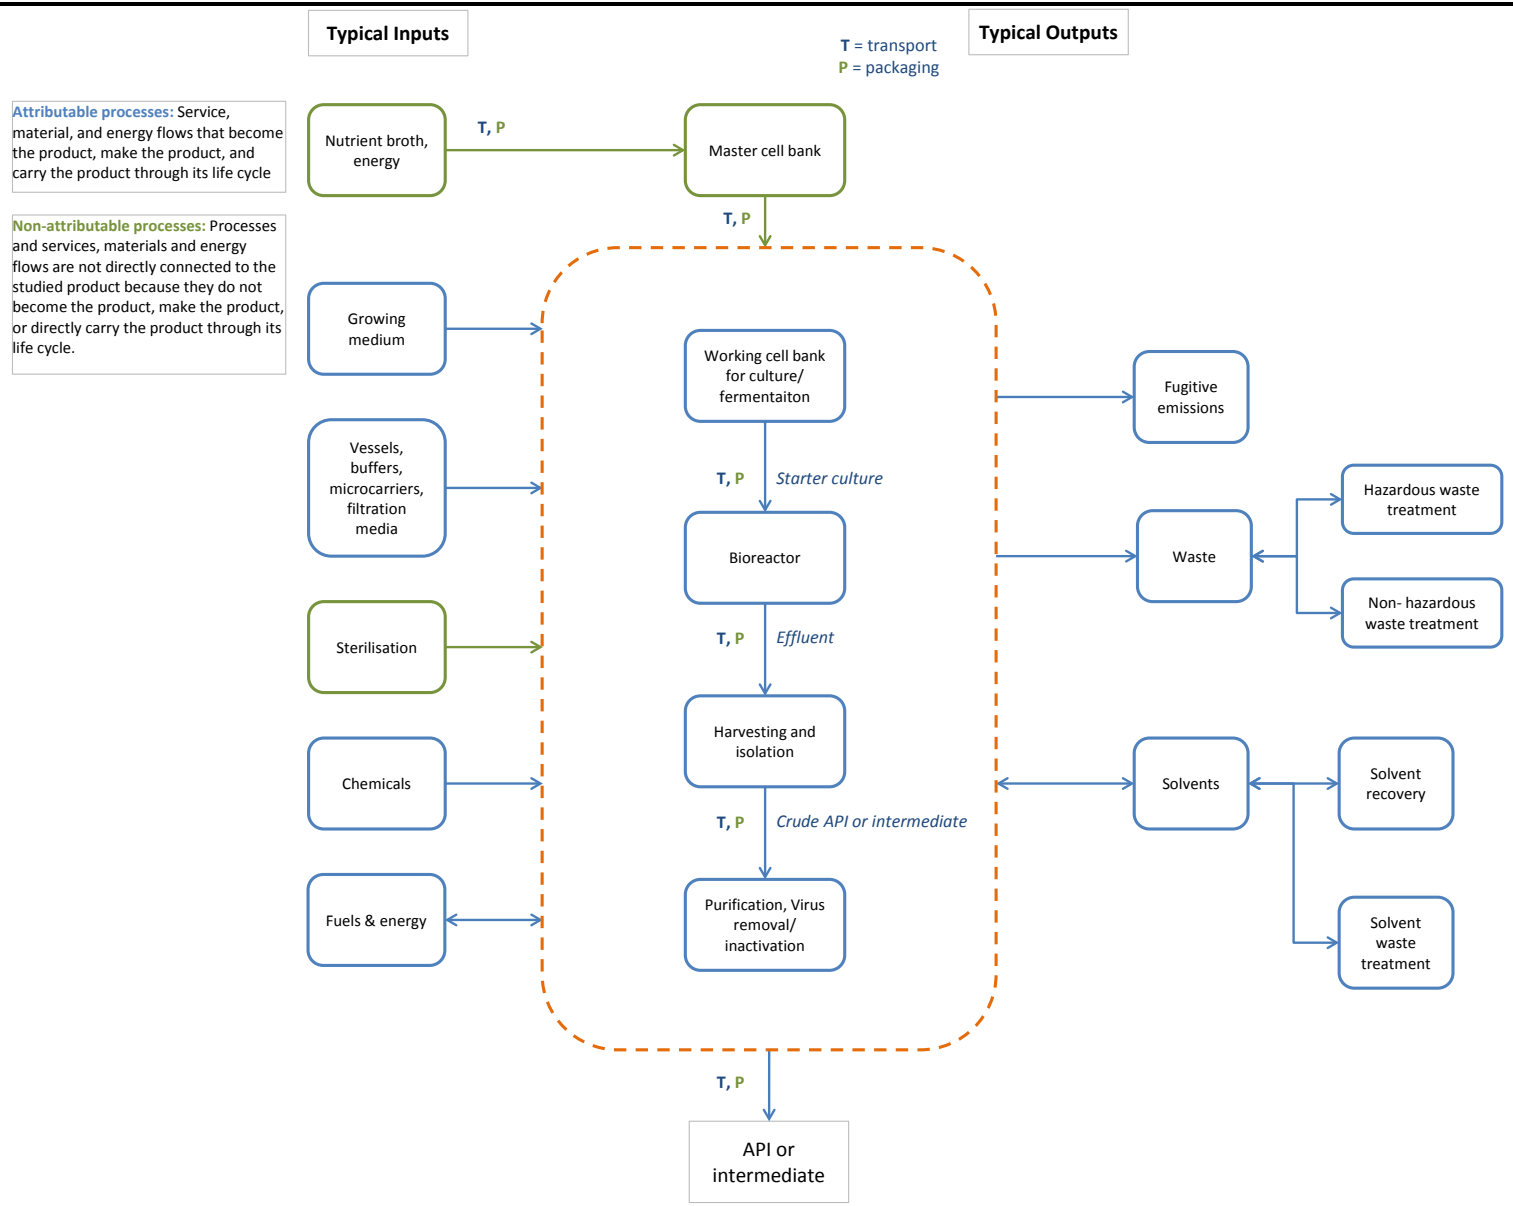 Typical Inputs
T = transport
P = packaging
Typical Outputs
Attributable processes: Service,
material, and energy flows that become
the product, make the product, and
carry the product through its life cycle
Non-attributable processes: Processes
and services, materials and energy
flows are not directly connected to the
studied product because they do not
become the product, make the product,
or directly carry the product through its
life cycle.
Nutrient broth,
energy
T, P
Master cell bank
T, P
Growing
medium
Vessels,
buffers,
microcarriers,
filtration
media
Sterilisation
Chemicals
Fuels & energy
Working cell bank
for culture/
fermentaiton
T, P
Starter culture
Bioreactor
T, P
Effluent
Harvesting and
isolation
T, P
Crude API or intermediate
Purification, Virus
removal/
inactivation
Fugitive
emissions
Waste
Hazardous waste
treatment
Non- hazardous
waste treatment
Solvents
Solvent
recovery
Solvent
waste
treatment
T, P
API or
intermediate